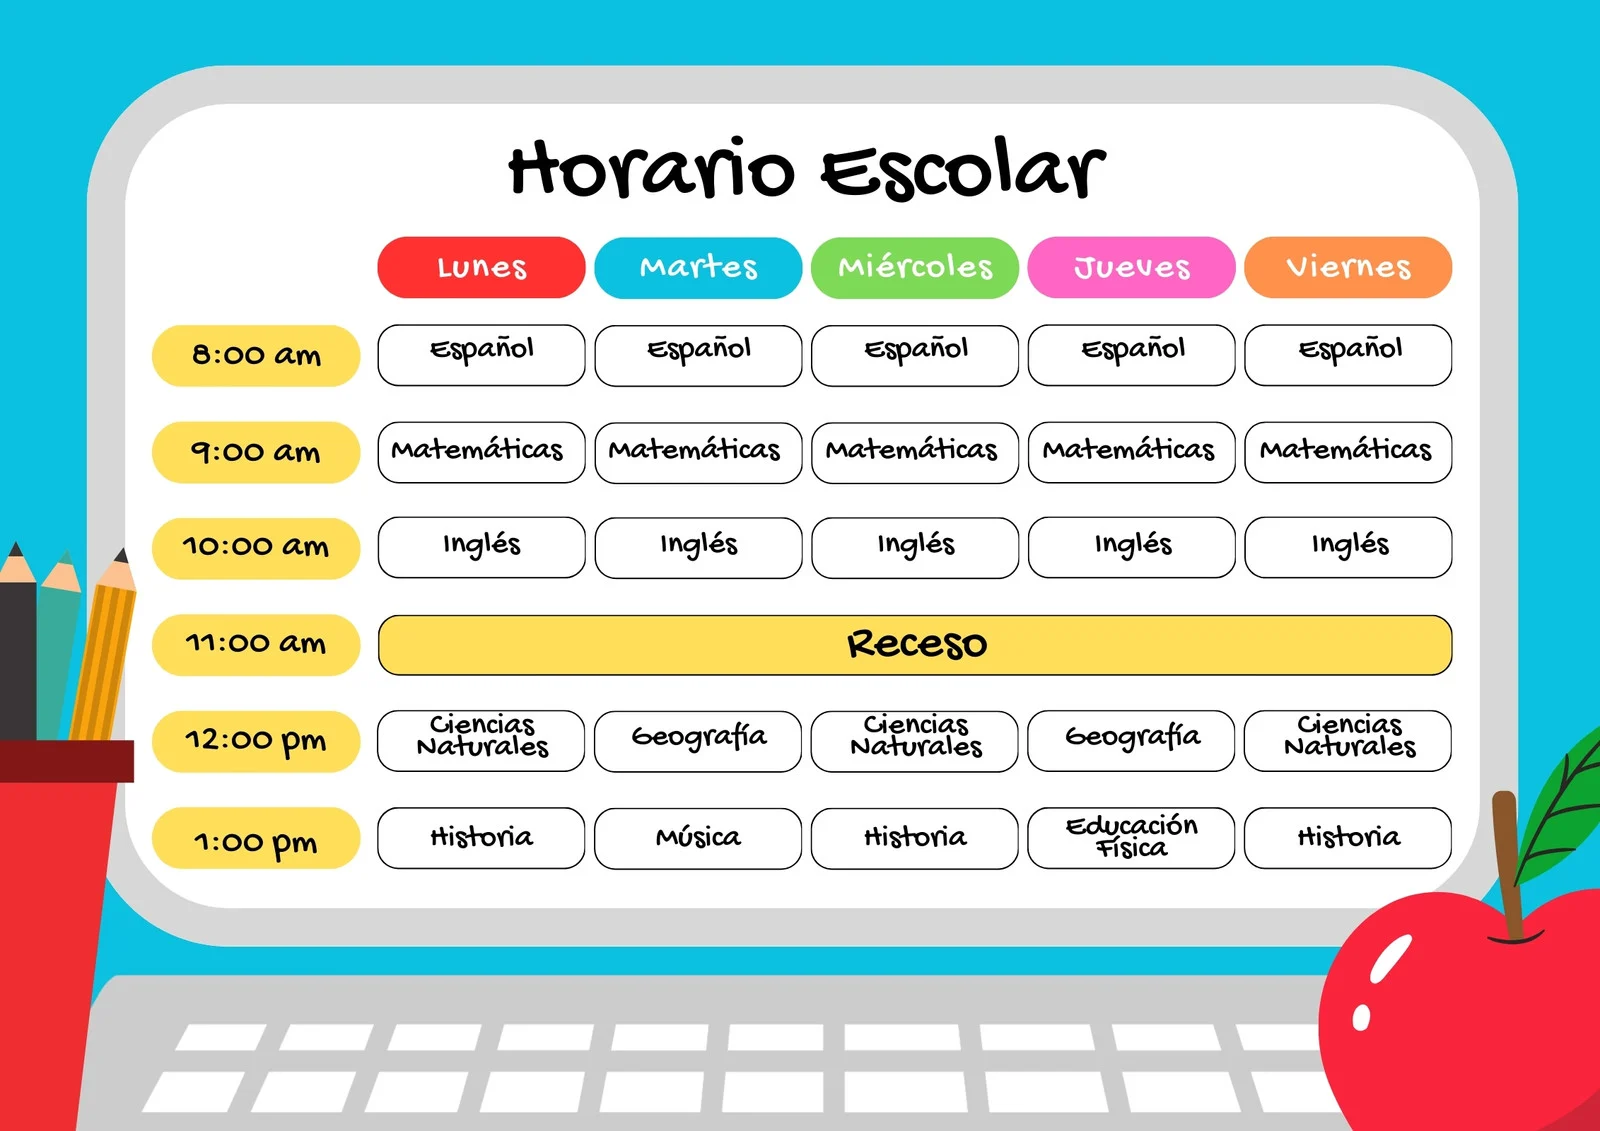 Horario Escolar
Lunes Martes Miércoles Jueves Viernes
8:00 am Español Español Español Español Español
9:00 am Matemáticas Matemáticas Matemáticas Matemáticas Matemáticas
10:00 am Inglés Inglés Inglés Inglés Inglés
11:00 am Receso
12:00 pm Ciencias Naturales Geografía Ciencias Naturales Geografía Ciencias Naturales
1:00 pm Historia Música Historia Educación Física Historia